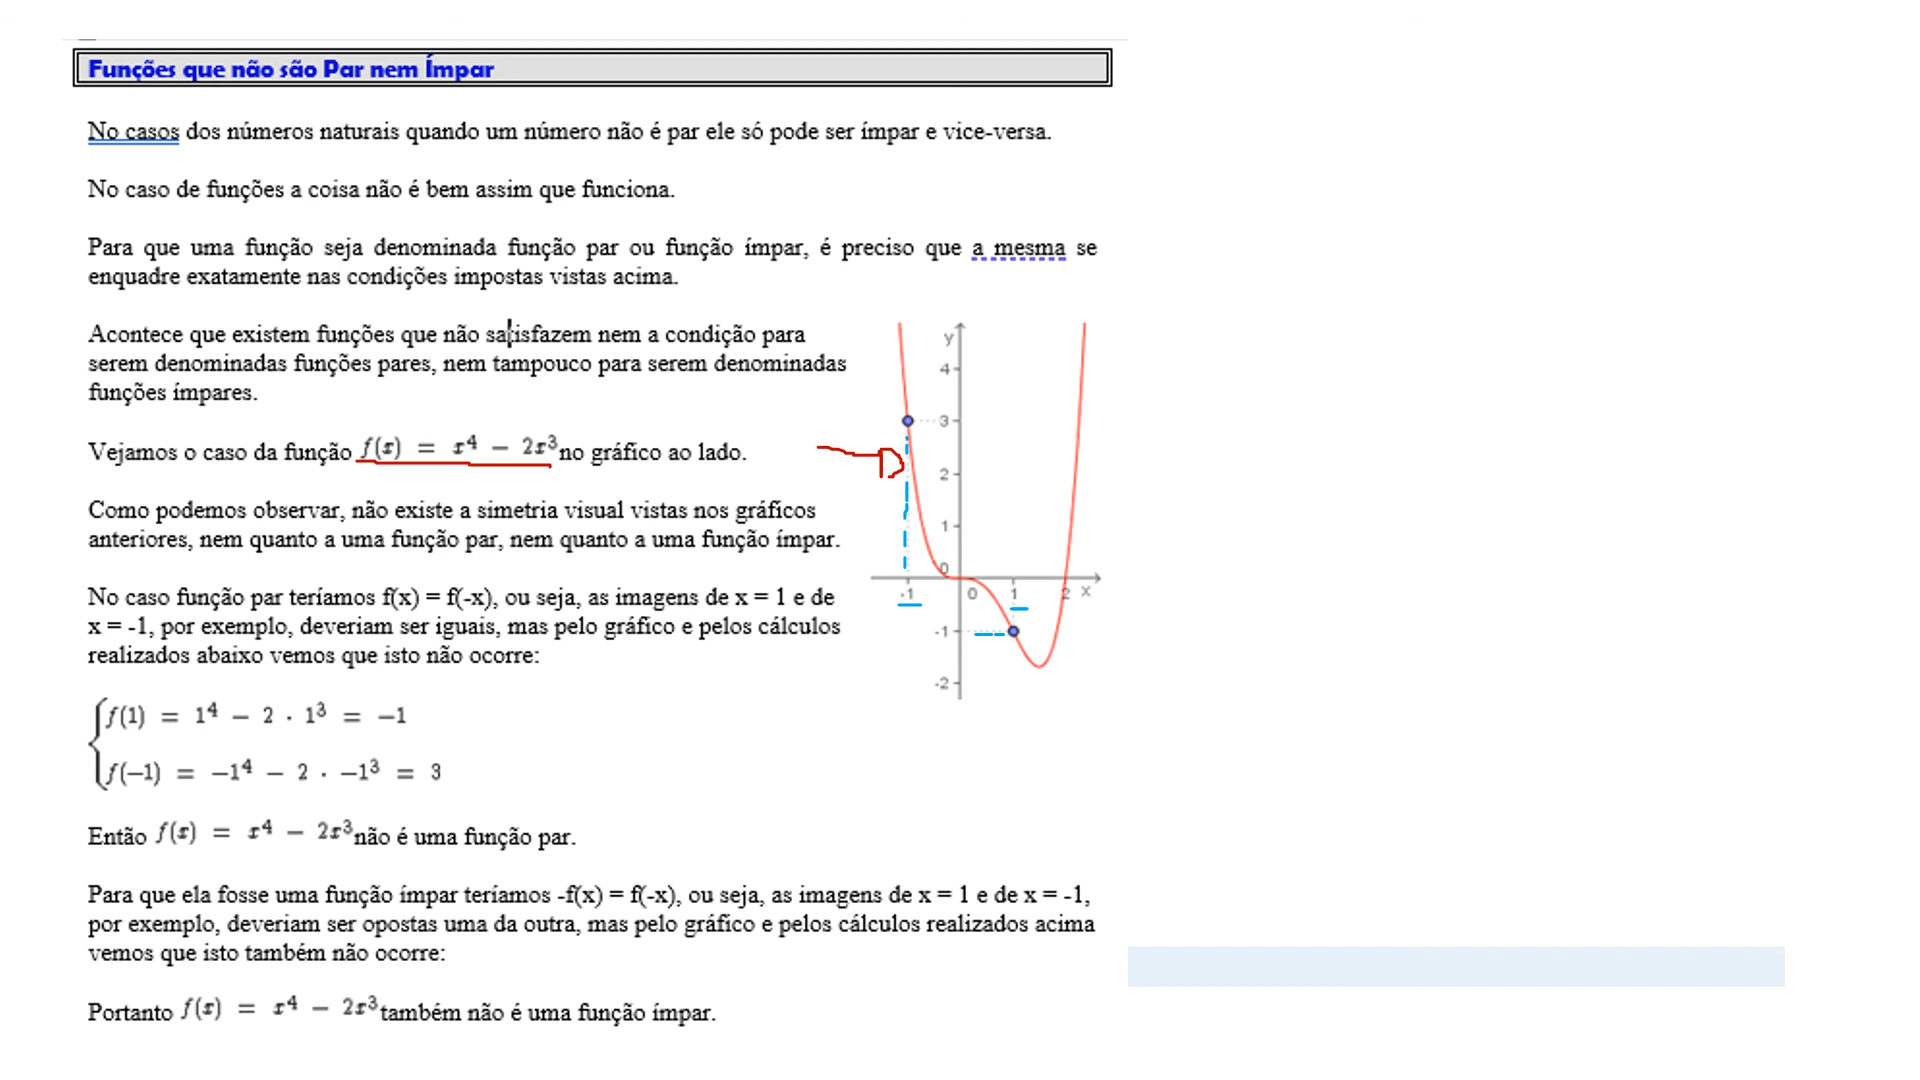 Funções que não são Par nem Ímpar
No casos dos números naturais quando um número não é par ele só pode ser ímpar e vice-versa.
No caso de funções a coisa não é bem assim que funciona.
Para que uma função seja denominada função par ou função ímpar, é preciso que a mesma se
enquadre exatamente nas condições impostas vistas acima.
Acontece que existem funções que não satisfazem nem a condição para
serem denominadas funções pares, nem tampouco para serem denominadas
funções ímpares.
Vejamos o caso da função f(x) = x⁴ − 2x³ no gráfico ao lado.
Como podemos observar, não existe a simetria visual vistas nos gráficos
anteriores, nem quanto a uma função par, nem quanto a uma função ímpar.
No caso função par teríamos f(x) = f(-x), ou seja, as imagens de x = 1 e de
x = -1, por exemplo, deveriam ser iguais, mas pelo gráfico e pelos cálculos
realizados abaixo vemos que isto não ocorre:
f(1) = 1⁴ − 2 . 1³ = −1
f(−1) = −1⁴ − 2 . −1³ = 3
Então f(x) = x⁴ − 2x³ não é uma função par.
Para que ela fosse uma função ímpar teríamos -f(x) = f(-x), ou seja, as imagens de x = 1 e de x = -1,
por exemplo, deveriam ser opostas uma da outra, mas pelo gráfico e pelos cálculos realizados acima
vemos que isto também não ocorre:
Portanto f(x) = x⁴ − 2x³ também não é uma função ímpar.
y
4
3
2
1
0
-1 0 1 2 x
-1
-2